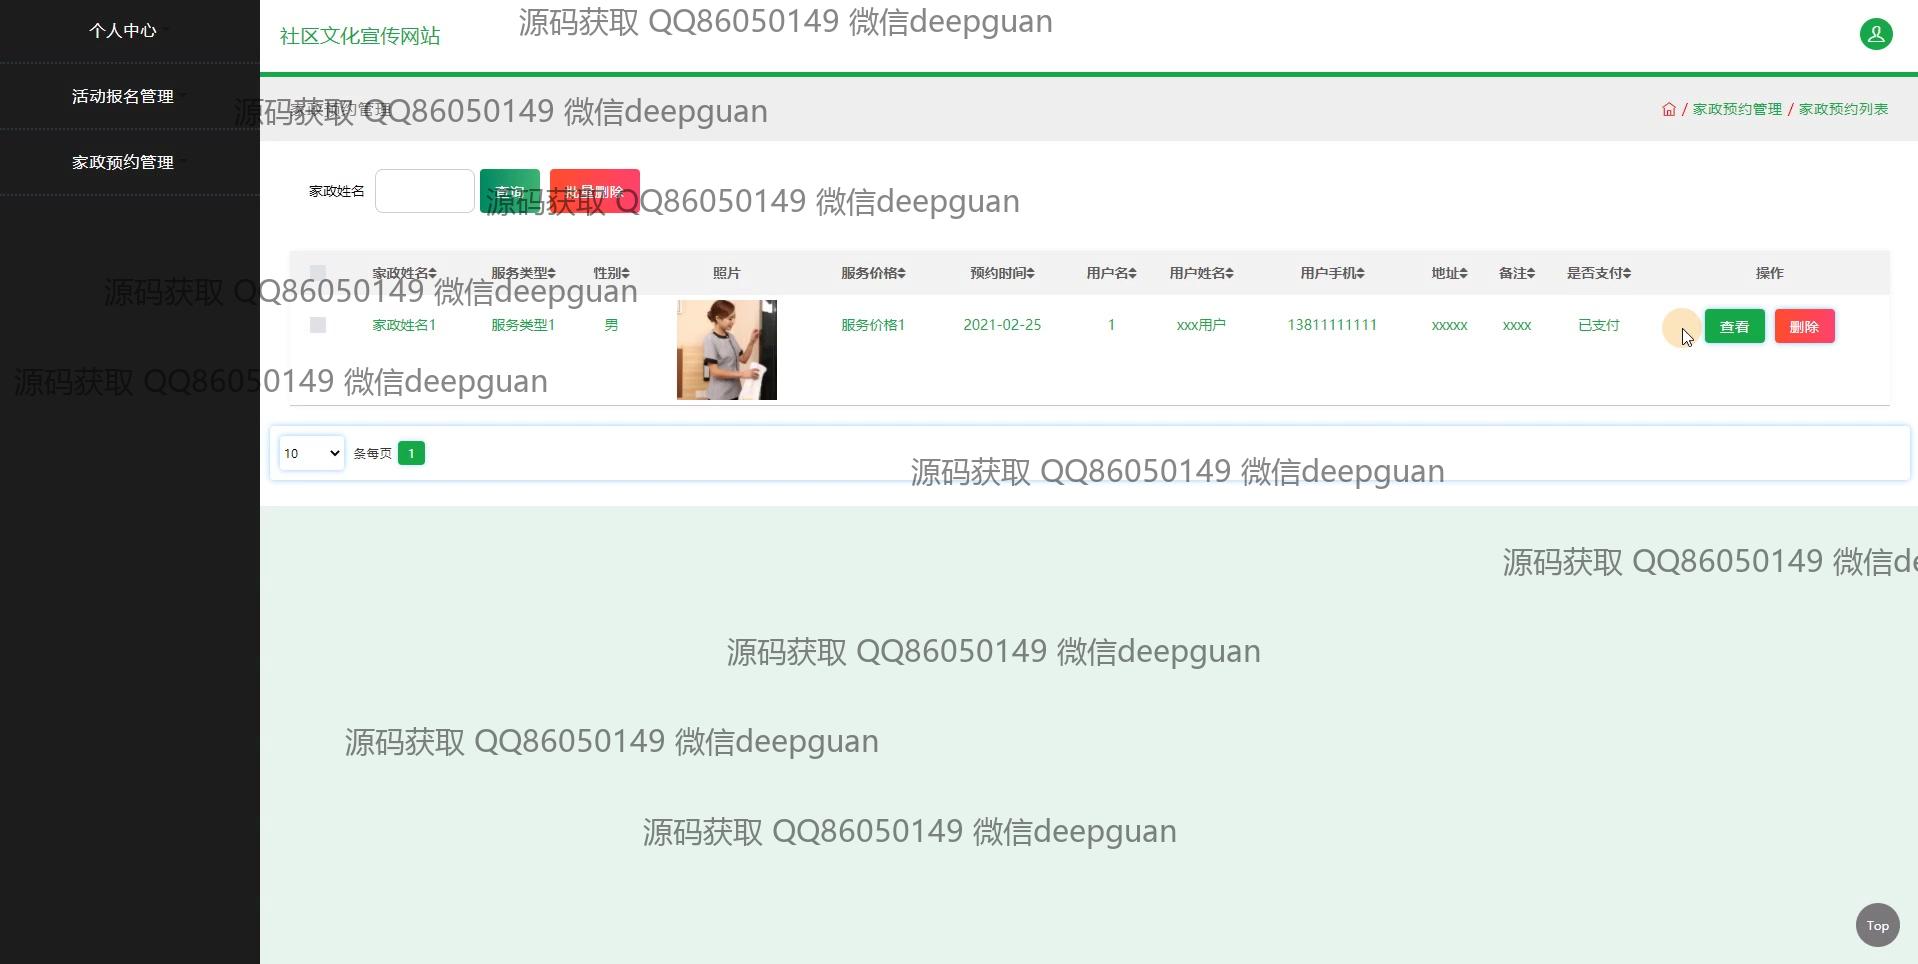 个人中心
活动报名管理
家政预约管理
社区文化宣传网站
源码获取 QQ86050149 微信deepguan
家政预约管理
源码获取 QQ86050149 微信deepguan
/ 家政预约管理 / 家政预约列表
家政姓名 查询 批量删除
源码获取 QQ86050149 微信deepguan
家政姓名 服务类型 性别 照片 服务价格 预约时间 用户名 用户姓名 用户手机 地址 备注 是否支付 操作
源码获取 QQ86050149 微信deepguan
家政姓名1 服务类型1 男 服务价格1 2021-02-25 1 xxx用户 13811111111 xxxxx xxxx 已支付 查看 删除
源码获取 QQ86050149 微信deepguan
10 条每页 1
源码获取 QQ86050149 微信deepguan
源码获取 QQ86050149 微信de
源码获取 QQ86050149 微信deepguan
源码获取 QQ86050149 微信deepguan
源码获取 QQ86050149 微信deepguan
Top